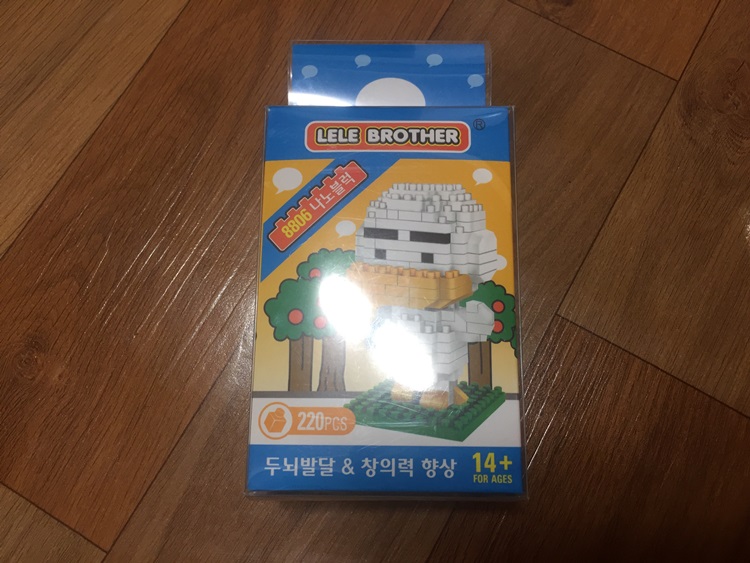 LELE BROTHER ®
8806 나노블럭
220PCS
두뇌발달 & 창의력 향상
14+
FOR AGES